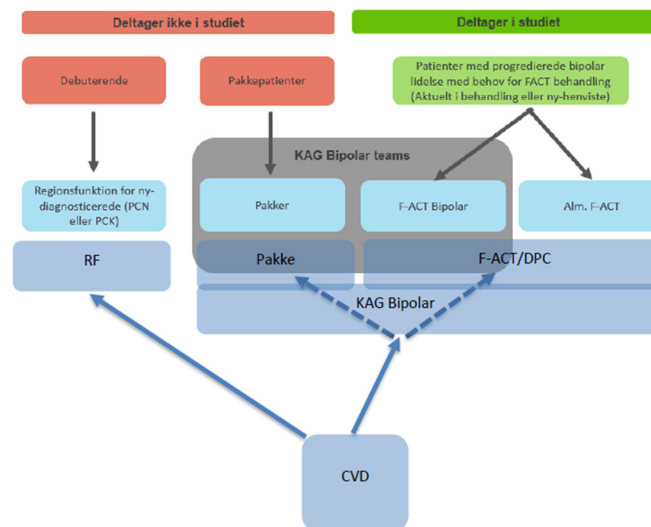 Deltager ikke i studiet
Deltager i studiet
Debuterende
Pakkepatienter
Patienter med progredierede bipolar
lidelse med behov for FACT behandling
(Aktuelt i behandling eller ny-henviste)
KAG Bipolar teams
Regionsfunktion for ny-
diagnosticerede (PCN
eller PCK)
Pakker
F-ACT Bipolar
Alm. F-ACT
RF
Pakke
F-ACT/DPC
KAG Bipolar
CVD